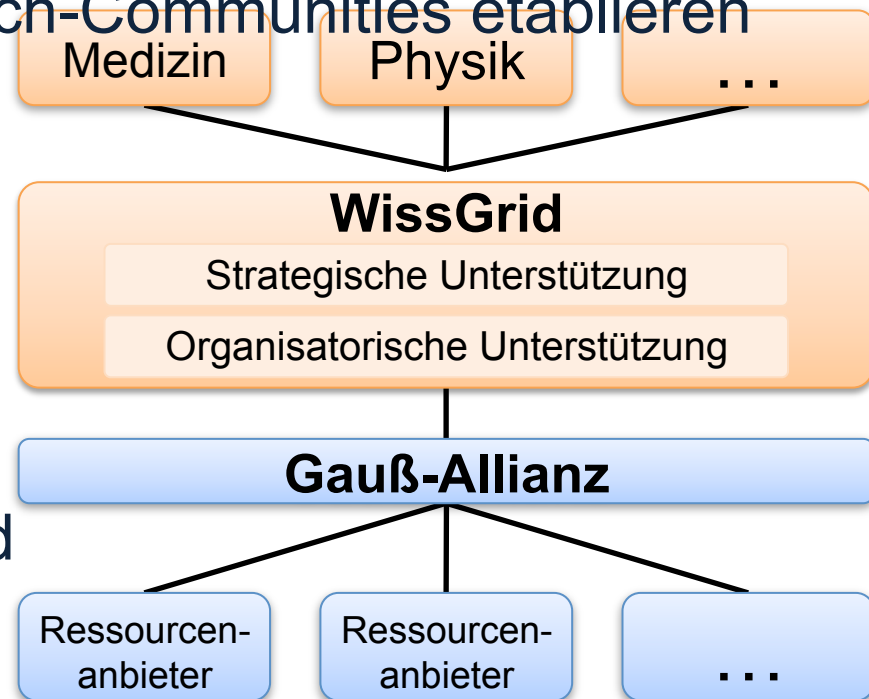 ch-Communities etablieren
Medizin Physik ...
WissGrid
Strategische Unterstützung
Organisatorische Unterstützung
Gauß-Allianz
d
Ressourcen- Ressourcen- ...
anbieter anbieter